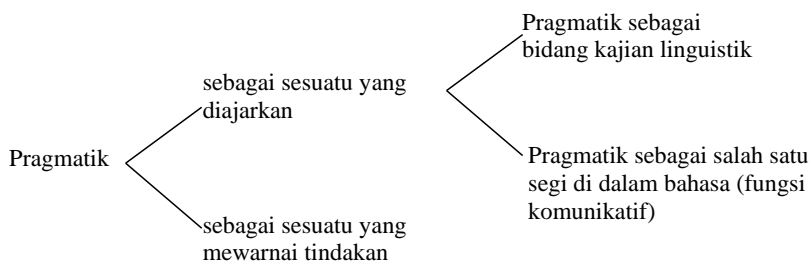 Pragmatik
sebagai sesuatu yang
diajarkan
Pragmatik sebagai
bidang kajian linguistik
Pragmatik sebagai salah satu
segi di dalam bahasa (fungsi
komunikatif)
sebagai sesuatu yang
mewarnai tindakan